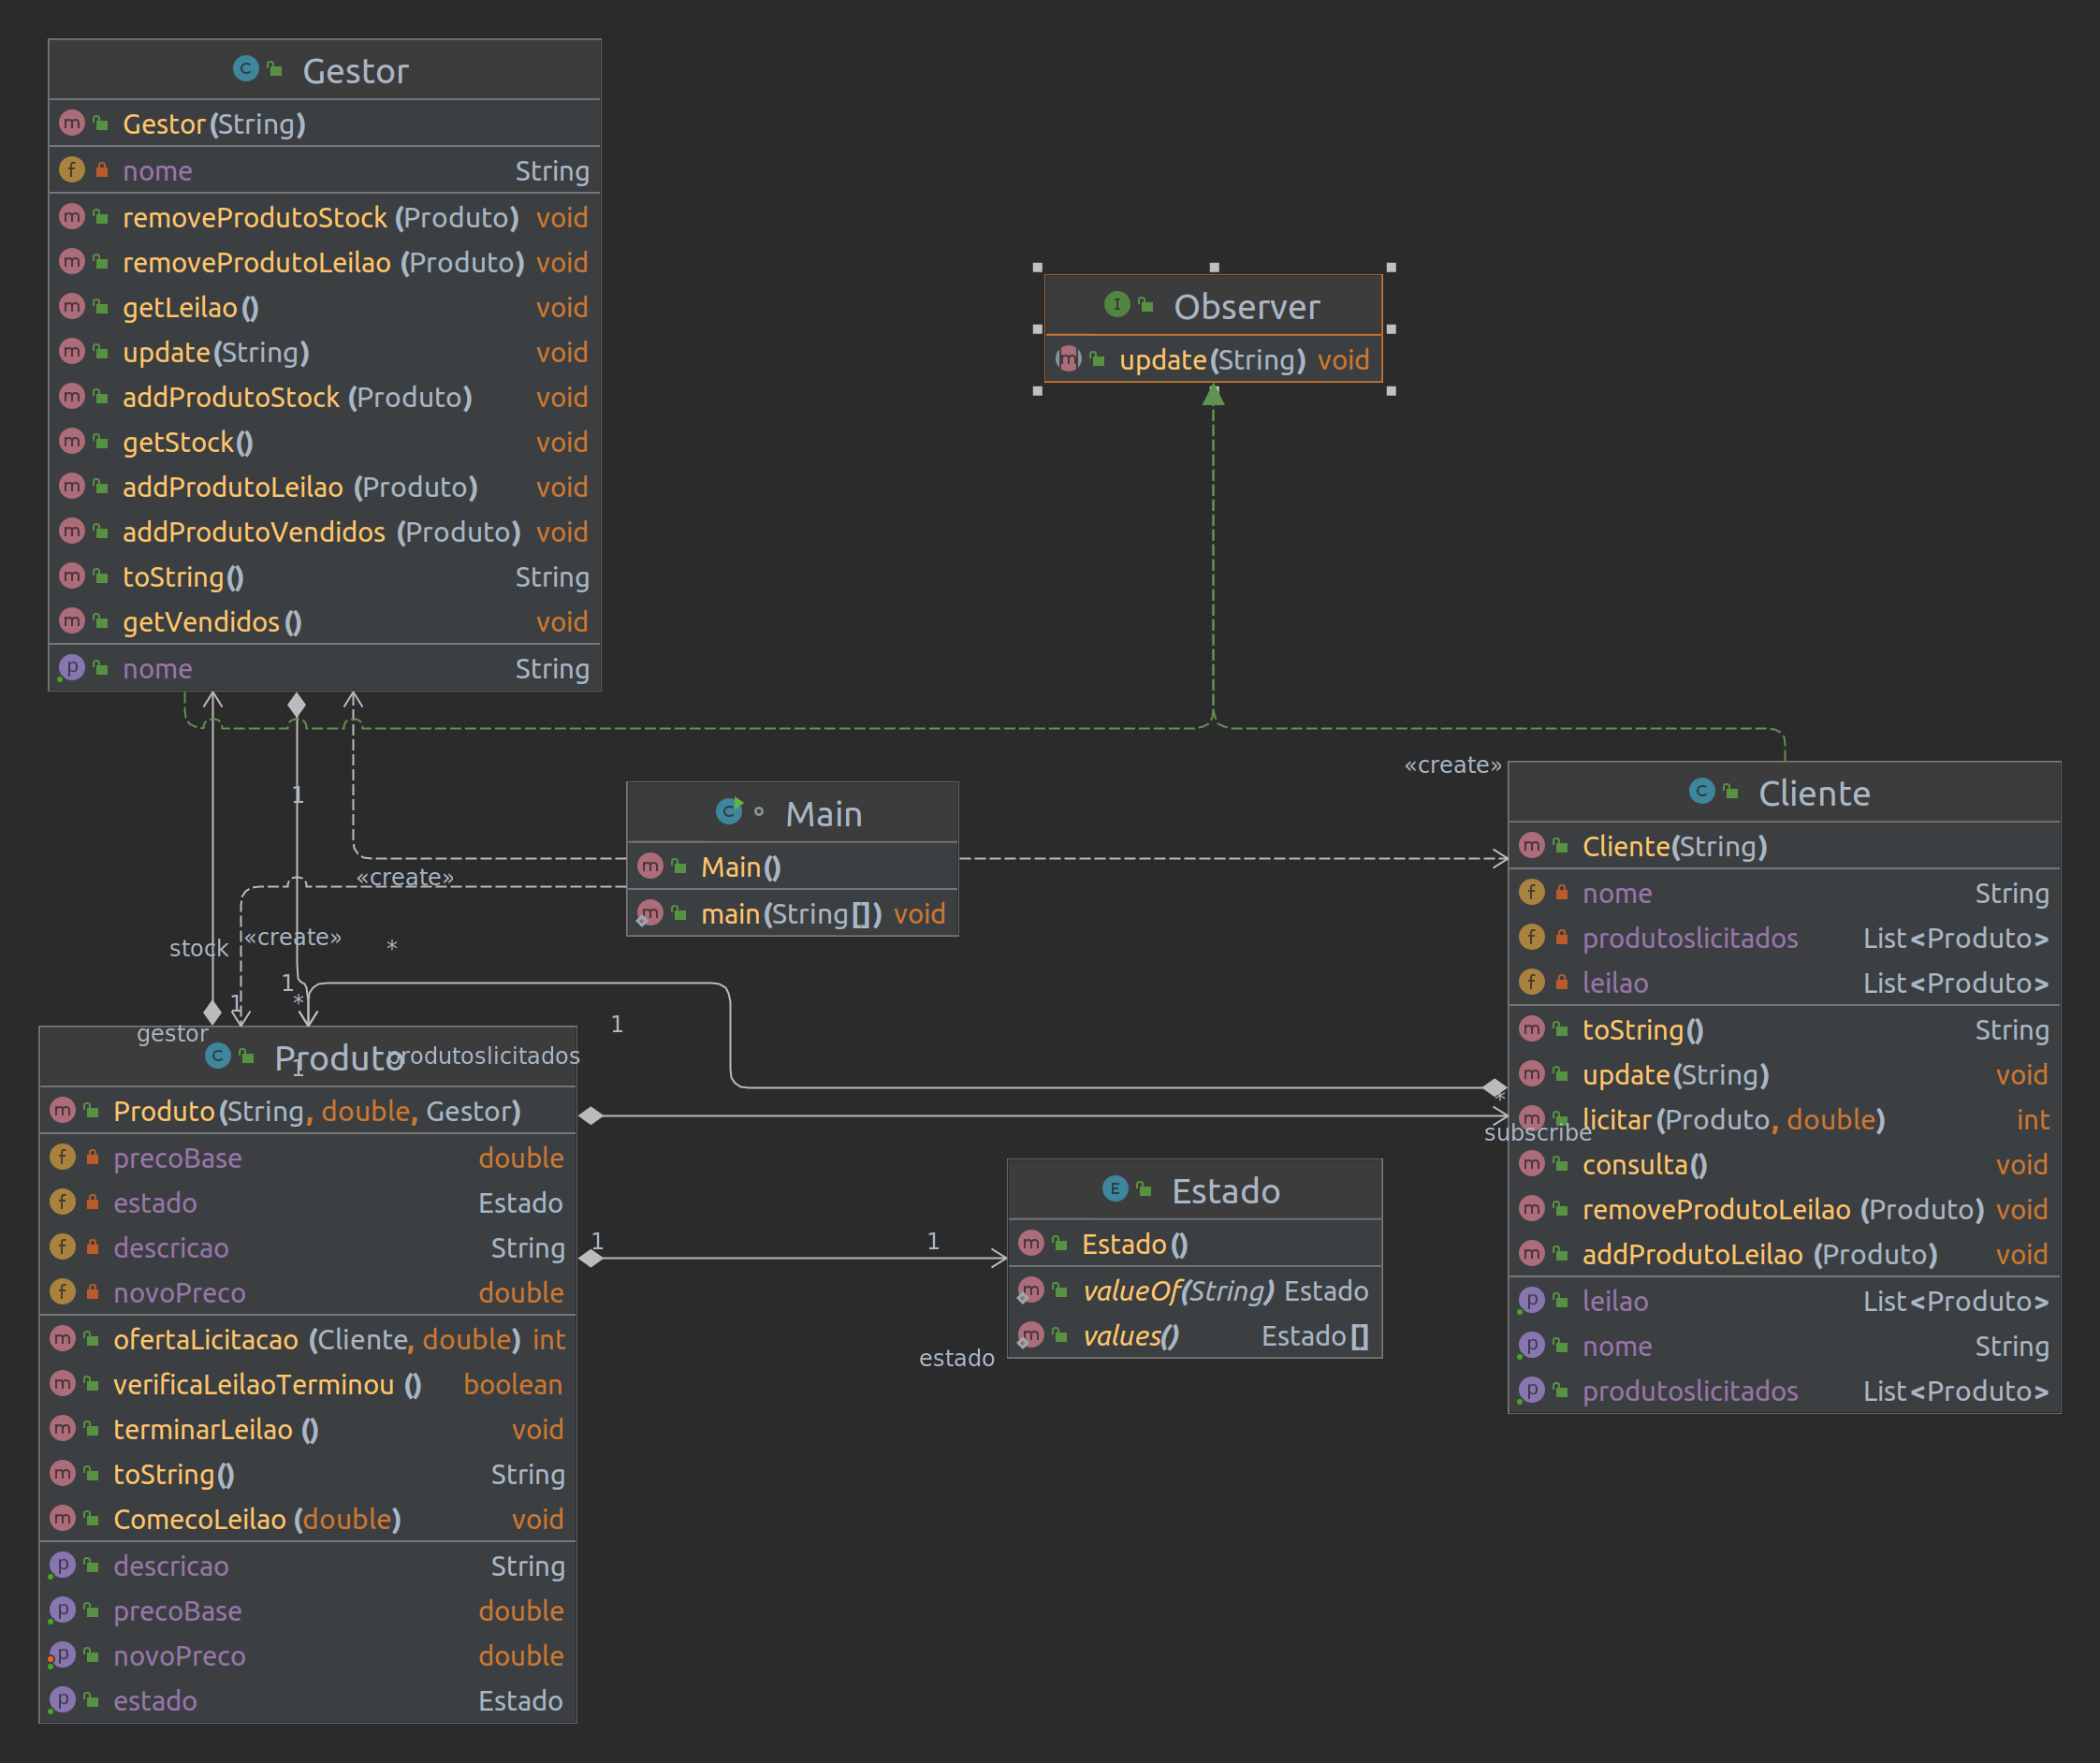 Gestor
Gestor(String)
nome String
removeProdutoStock (Produto) void
removeProdutoLeilao (Produto) void
getLeilao() void
update(String) void
addProdutoStock (Produto) void
getStock() void
addProdutoLeilao (Produto) void
addProdutoVendidos (Produto) void
toString() String
getVendidos() void
nome String
Observer
update(String) void
1
«create»
Main
Main()
main(String[]) void
«create»
«create»
stock
*
1
1
*
gestor
1
1
Produto
produtoslicitados
Produto(String, double, Gestor)
precoBase double
estado Estado
descricao String
novoPreco double
ofertaLicitacao (Cliente, double) int
verificaLeilaoTerminou () boolean
terminarLeilao () void
toString() String
ComecoLeilao (double) void
descricao String
precoBase double
novoPreco double
estado Estado
1
1
Estado
Estado()
valueOf(String) Estado
values() Estado[]
estado
Cliente
Cliente(String)
nome String
produtoslicitados List<Produto>
leilao List<Produto>
toString() String
update(String) void
*
licitar(Produto, double) int
subscribe
consulta() void
removeProdutoLeilao (Produto) void
addProdutoLeilao (Produto) void
leilao List<Produto>
nome String
produtoslicitados List<Produto>